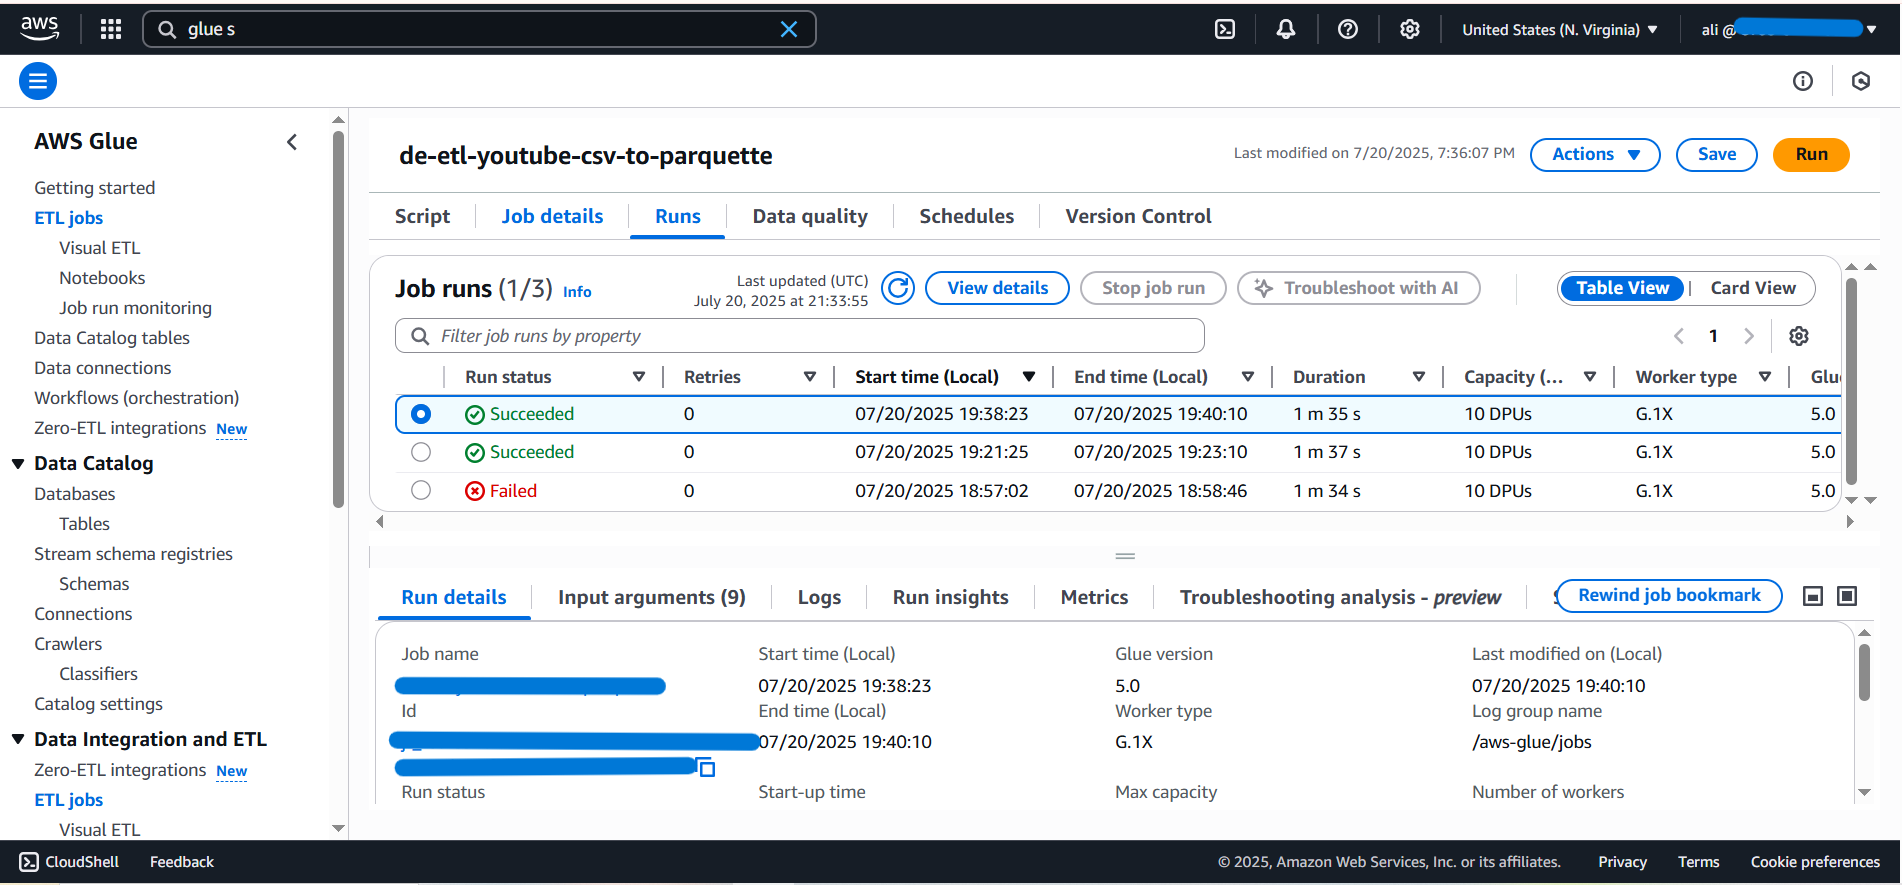 aws
glue s
United States (N. Virginia)
ali @
AWS Glue
Getting started
ETL jobs
Visual ETL
Notebooks
Job run monitoring
Data Catalog tables
Data connections
Workflows (orchestration)
Zero-ETL integrations New
Data Catalog
Databases
Tables
Stream schema registries
Schemas
Connections
Crawlers
Classifiers
Catalog settings
Data Integration and ETL
Zero-ETL integrations New
ETL jobs
Visual ETL
de-etl-youtube-csv-to-parquette
Last modified on 7/20/2025, 7:36:07 PM
Actions
Save
Run
Script
Job details
Runs
Data quality
Schedules
Version Control
Job runs (1/3) Info
Last updated (UTC)
July 20, 2025 at 21:33:55
View details
Stop job run
Troubleshoot with AI
Table View
Card View
Filter job runs by property
1
Run status Retries Start time (Local) End time (Local) Duration Capacity (... Worker type Glu
Succeeded 0 07/20/2025 19:38:23 07/20/2025 19:40:10 1 m 35 s 10 DPUs G.1X 5.0
Succeeded 0 07/20/2025 19:21:25 07/20/2025 19:23:10 1 m 37 s 10 DPUs G.1X 5.0
Failed 0 07/20/2025 18:57:02 07/20/2025 18:58:46 1 m 34 s 10 DPUs G.1X 5.0
Run details
Input arguments (9)
Logs
Run insights
Metrics
Troubleshooting analysis - preview
Rewind job bookmark
Job name
Start time (Local)
Glue version
Last modified on (Local)
07/20/2025 19:38:23
5.0
07/20/2025 19:40:10
Id
End time (Local)
Worker type
Log group name
07/20/2025 19:40:10
G.1X
/aws-glue/jobs
Run status
Start-up time
Max capacity
Number of workers
CloudShell
Feedback
© 2025, Amazon Web Services, Inc. or its affiliates.
Privacy
Terms
Cookie preferences